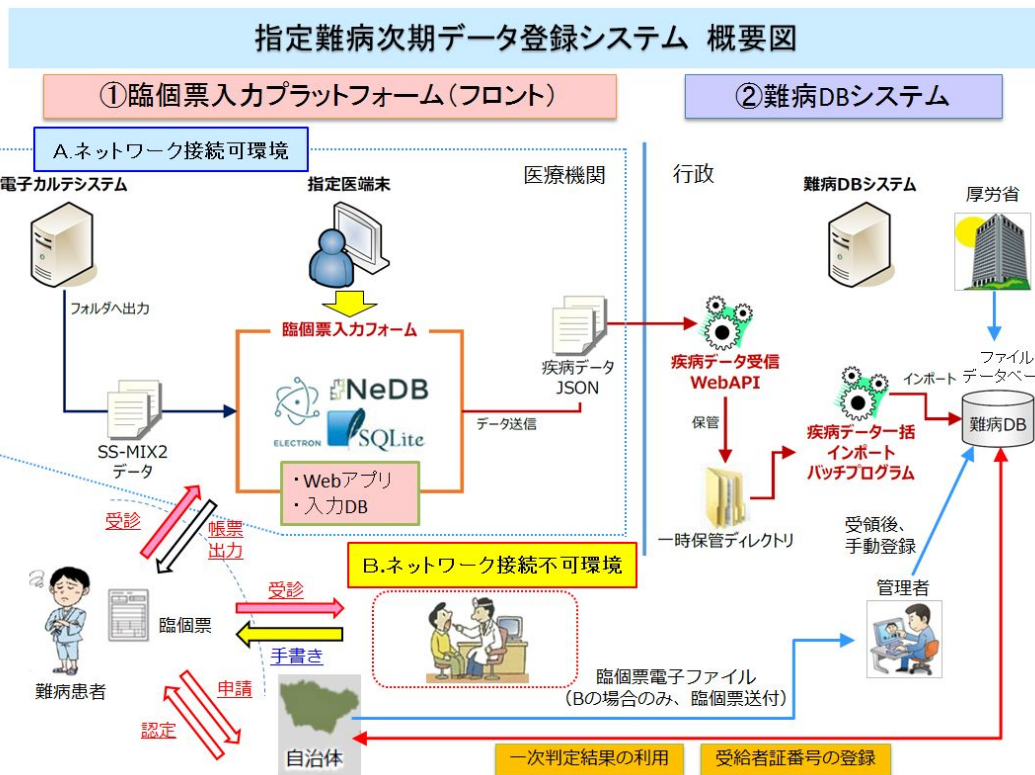 指定難病次期データ登録システム 概要図
①臨個票入力プラットフォーム(フロント)
②難病DBシステム
A.ネットワーク接続可環境
電子カルテシステム
指定医端末
医療機関
行政
難病DBシステム
厚労省
フォルダへ出力
臨個票入力フォーム
ELECTRON
NeDB
SQLite
・Webアプリ
・入力DB
SS-MIX2
データ
データ送信
疾病データ
JSON
疾病データ受信
WebAPI
保管
一時保管ディレクトリ
疾病データ一括
インポート
バッチプログラム
インポート
ファイル
データベー
難病DB
受診
帳票
出力
B.ネットワーク接続不可環境
受診
手書き
臨個票
難病患者
申請
認定
自治体
臨個票電子ファイル
(Bの場合のみ、臨個票送付)
受領後、
手動登録
管理者
一次判定結果の利用
受給者証番号の登録